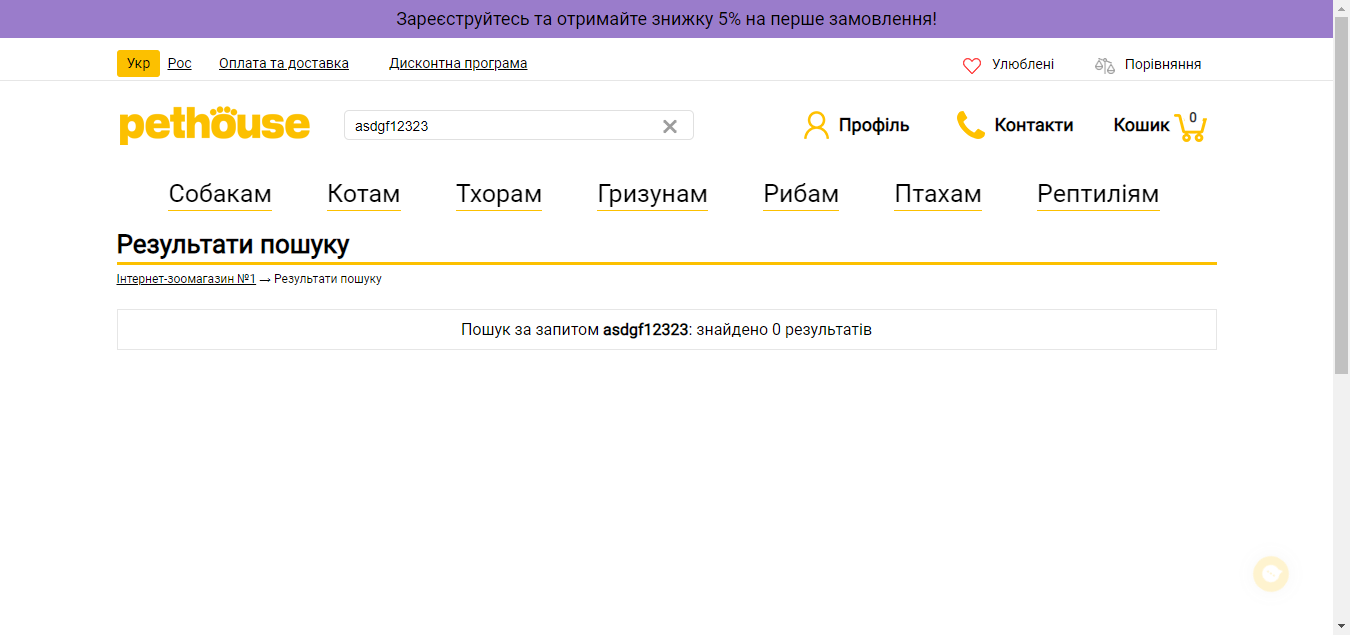 Зареєструйтесь та отримайте знижку 5% на перше замовлення!
Укр Рос Оплата та доставка Дисконтна програма Улюблені Порівняння
pethouse asdgf12323 Профіль Контакти Кошик 0
Собакам Котам Тхорам Гризунам Рибам Птахам Рептиліям
Результати пошуку
Інтернет-зоомагазин №1 → Результати пошуку
Пошук за запитом asdgf12323: знайдено 0 результатів